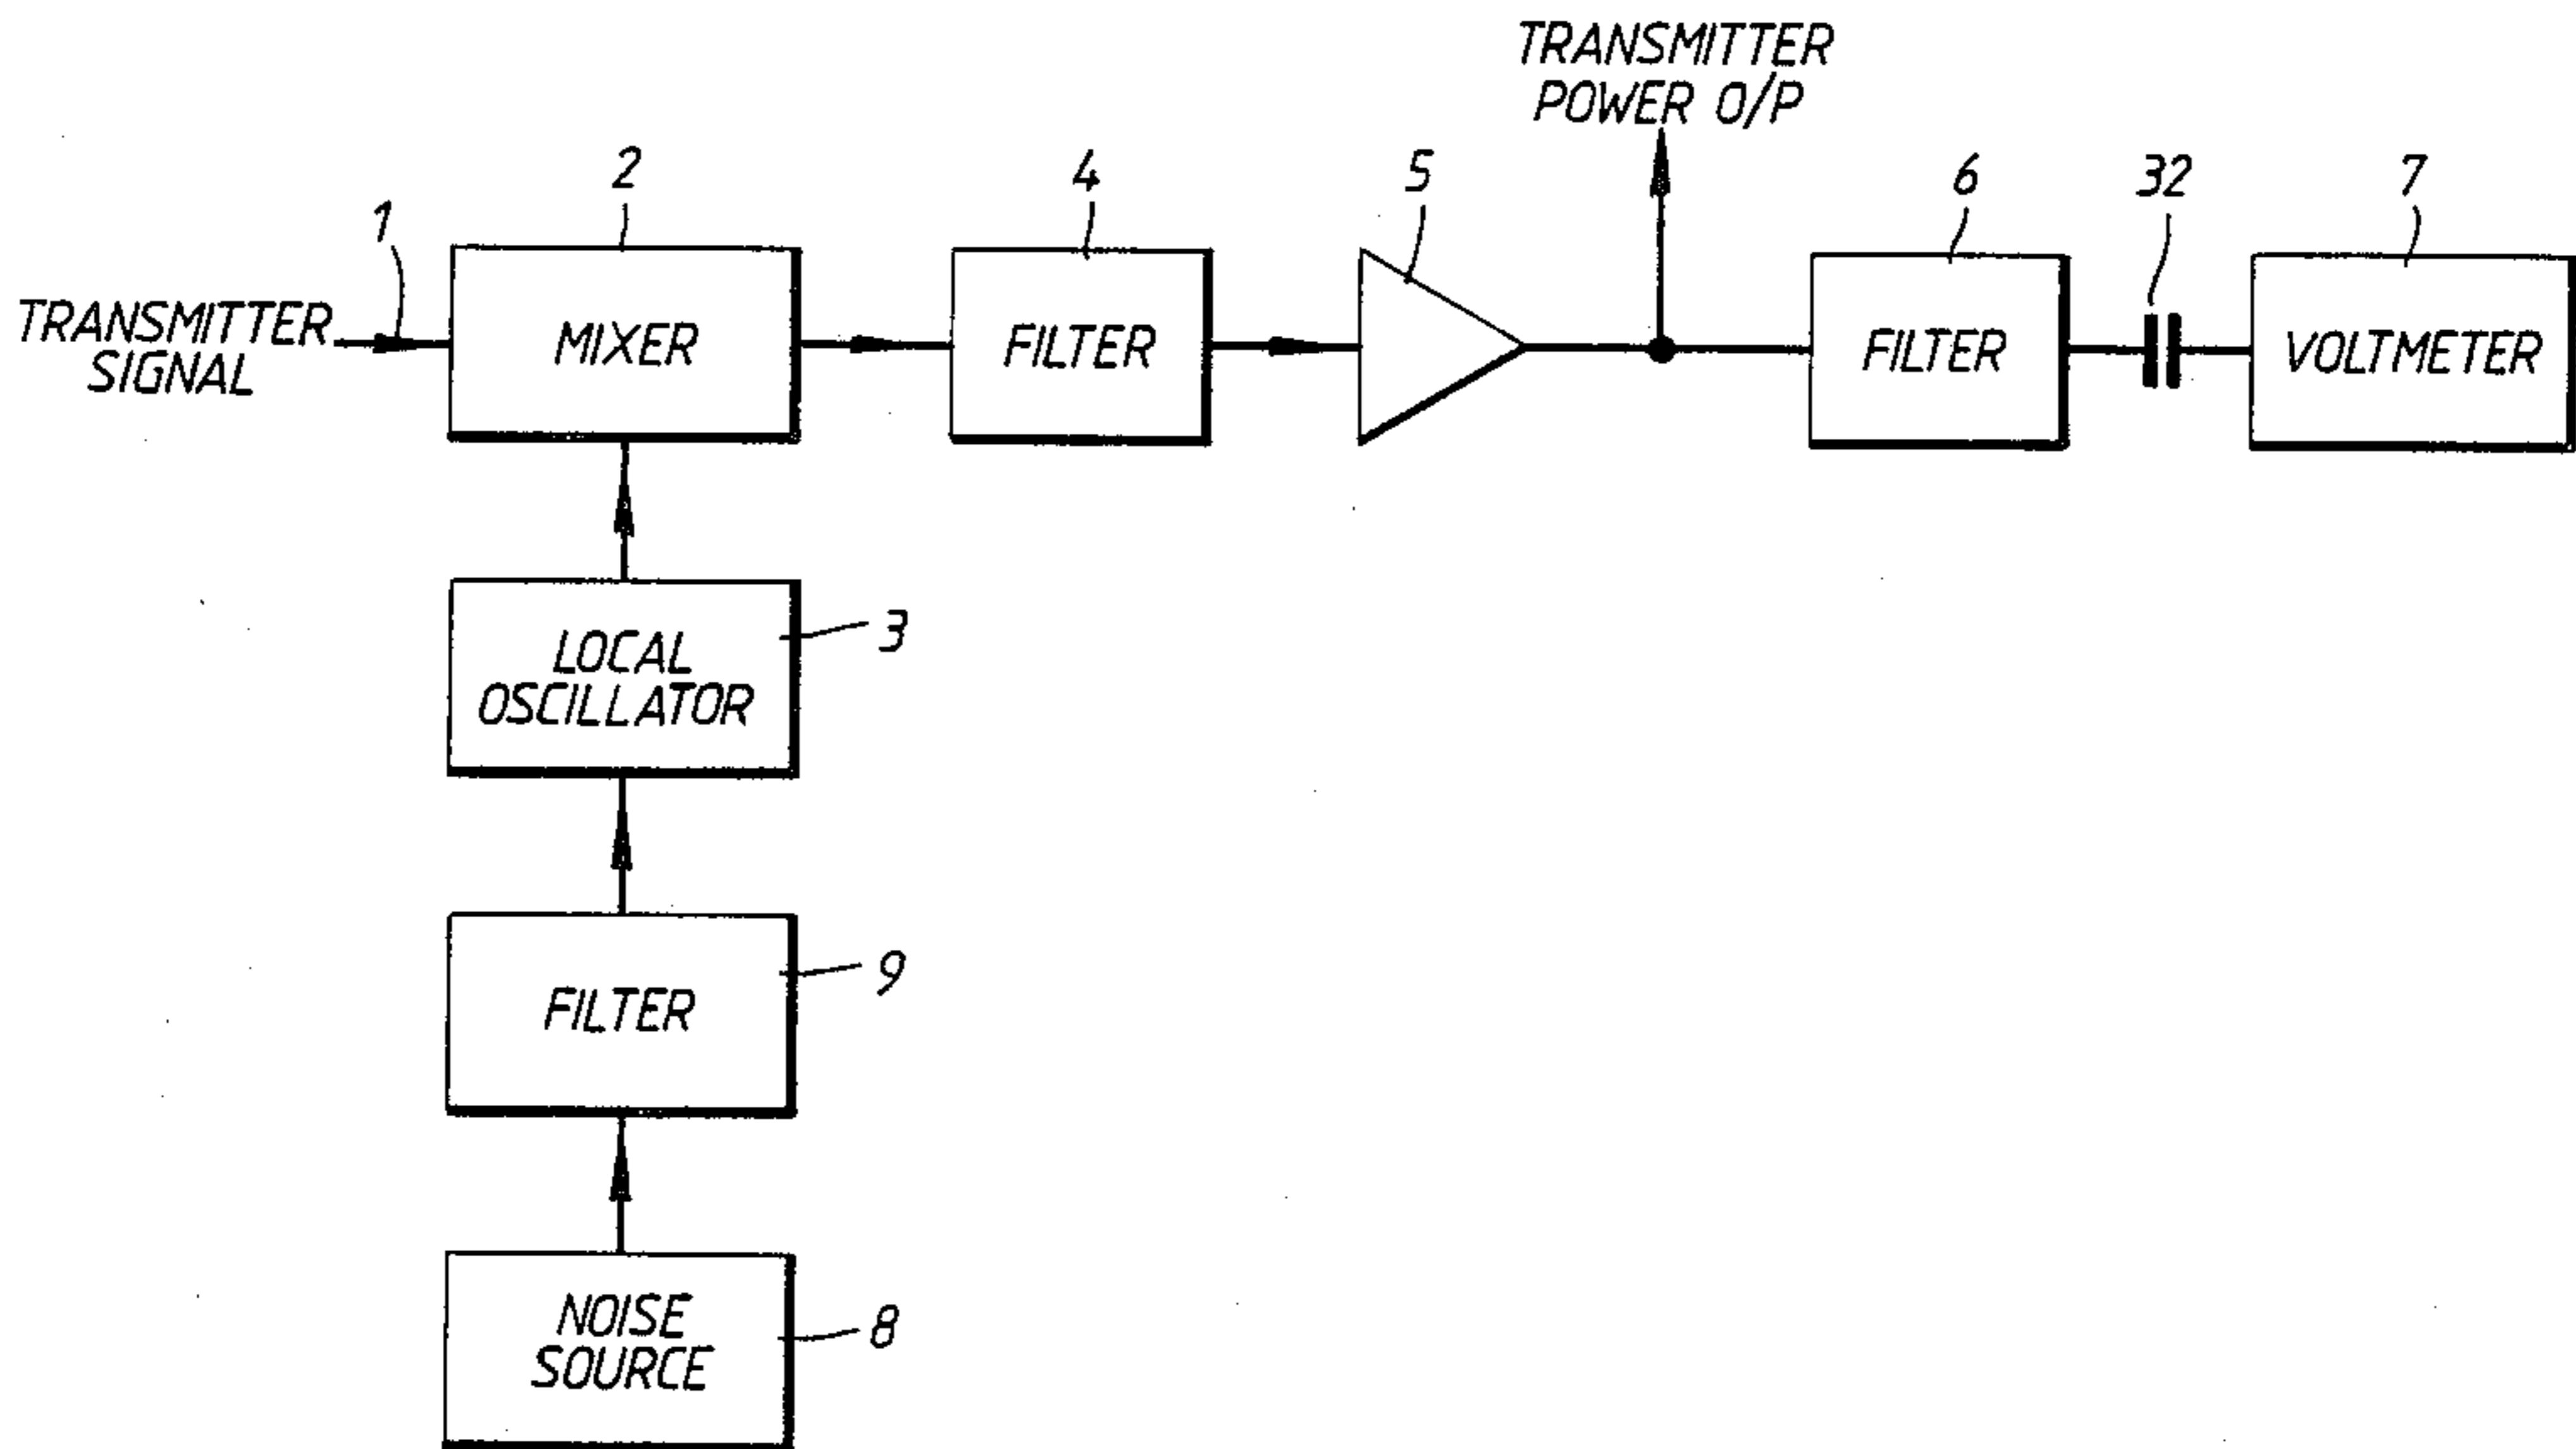 TRANSMITTER
POWER O/P
2
4
5
6
32
7
1
TRANSMITTER
SIGNAL
MIXER
FILTER
FILTER
VOLTMETER
LOCAL
OSCILLATOR
3
FILTER
9
NOISE
SOURCE
8